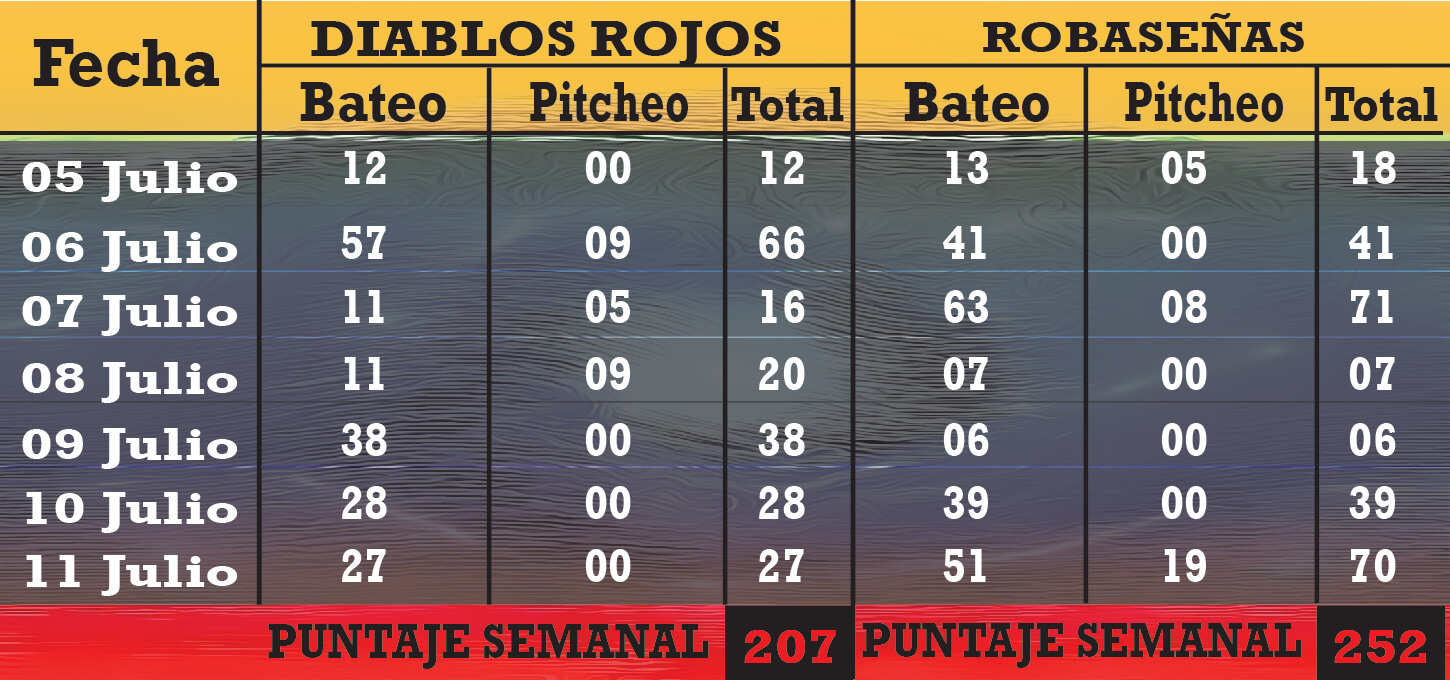 Fecha DIABLOS ROJOS ROBASEÑAS
Bateo Pitcheo Total Bateo Pitcheo Total
05 Julio 12 00 12 13 05 18
06 Julio 57 09 66 41 00 41
07 Julio 11 05 16 63 08 71
08 Julio 11 09 20 07 00 07
09 Julio 38 00 38 06 00 06
10 Julio 28 00 28 39 00 39
11 Julio 27 00 27 51 19 70
PUNTAJE SEMANAL 207 PUNTAJE SEMANAL 252